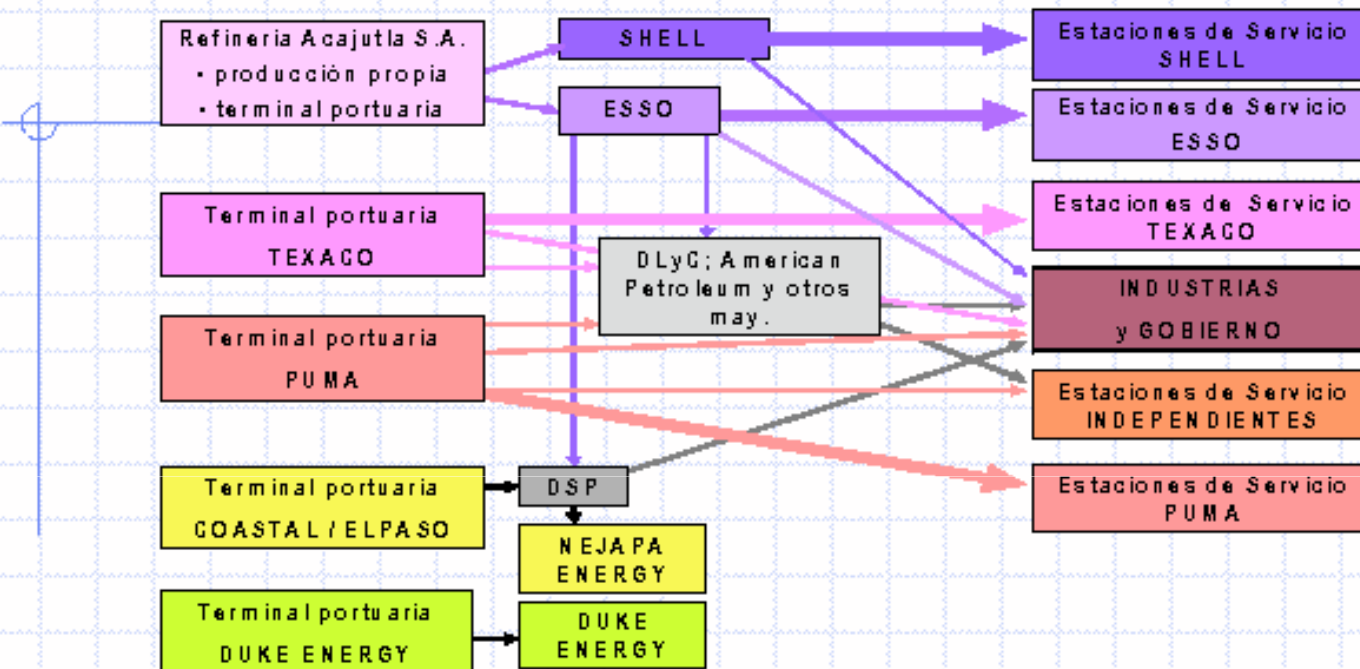 Refineria Acajutla S.A.
• producción propia
• terminal portuaria
SHELL
ESSO
Estaciones de Servicio
SHELL
Estaciones de Servicio
ESSO
Terminal portuaria
TEXACO
Estaciones de Servicio
TEXACO
DLyC; American
Petroleum y otros
may.
INDUSTRIAS
y GOBIERNO
Terminal portuaria
PUMA
Estaciones de Servicio
INDEPENDIENTES
Terminal portuaria
COASTAL / ELPASO
DSP
Estaciones de Servicio
PUMA
NEJAPA
ENERGY
Terminal portuaria
DUKE ENERGY
DUKE
ENERGY